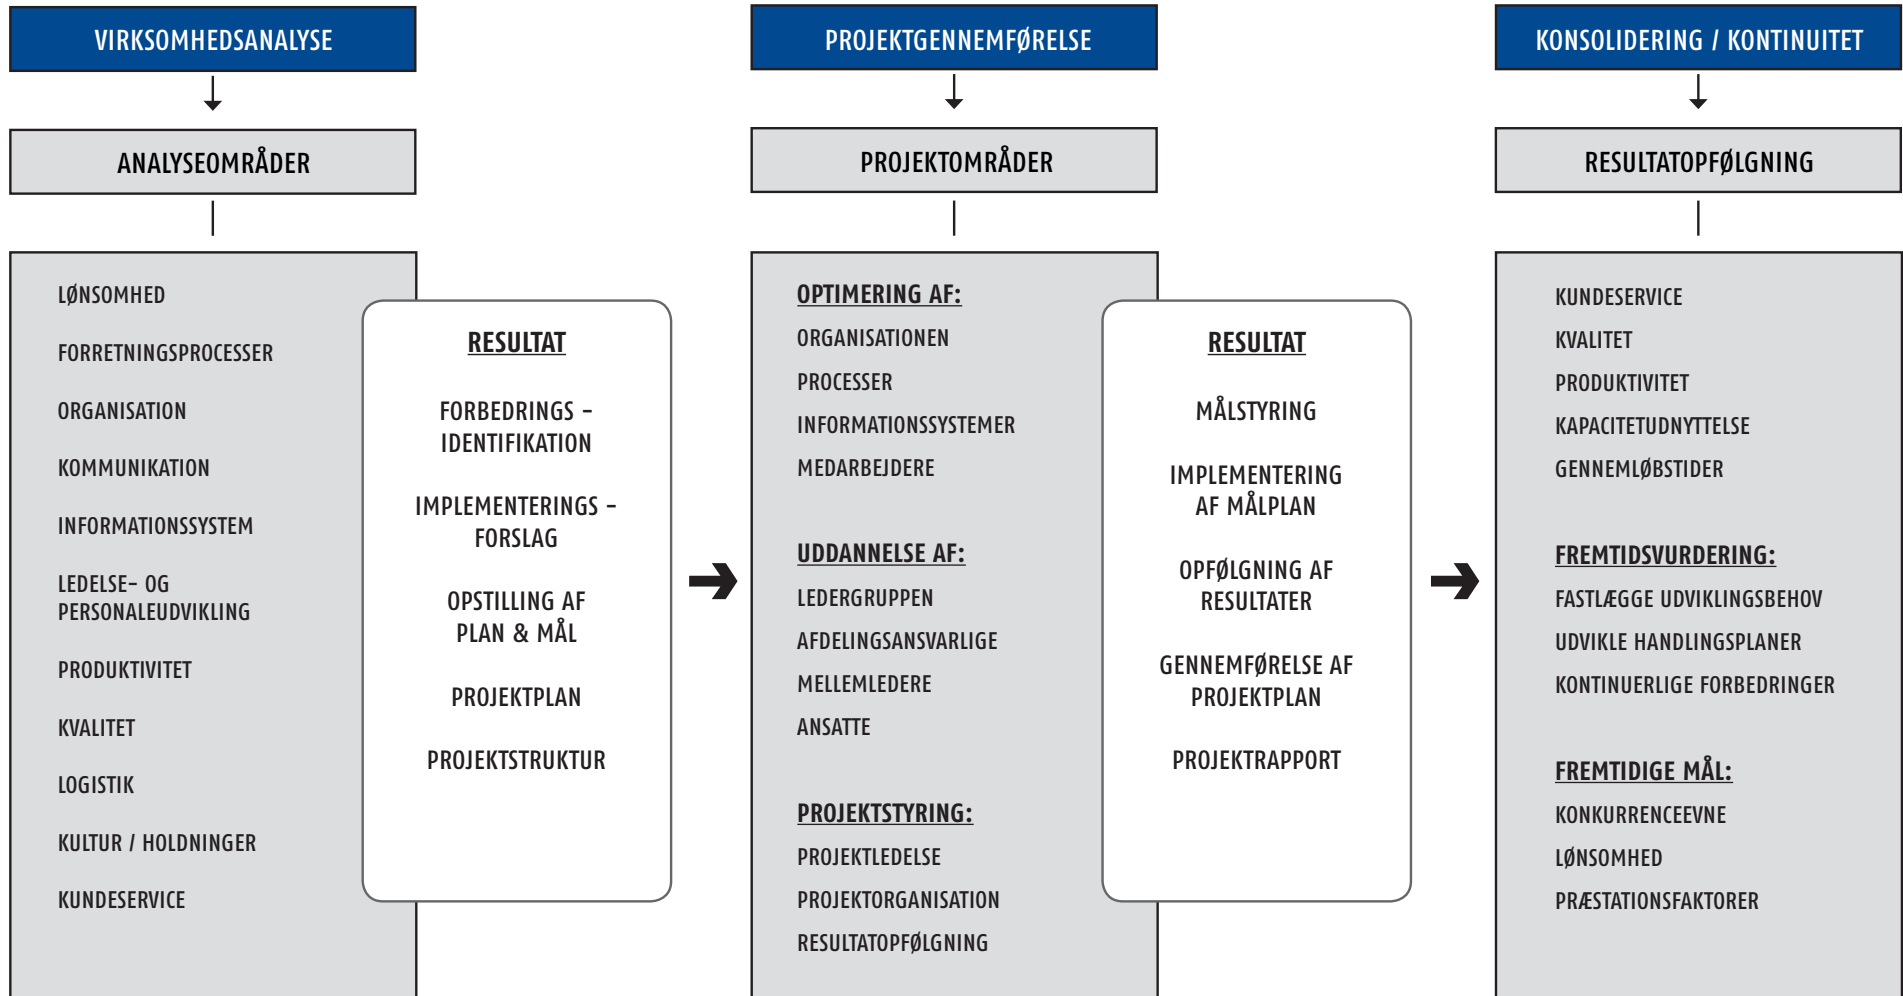 VIRKSOMHEDSANALYSE
ANALYSEOMRÅDER
LØNSOMHED
FORRETNINGSPROCESSER
ORGANISATION
KOMMUNIKATION
INFORMATIONSSYSTEM
LEDELSE– OG
PERSONALEUDVIKLING
PRODUKTIVITET
KVALITET
LOGISTIK
KULTUR / HOLDNINGER
KUNDESERVICE
RESULTAT
FORBEDRINGS –
IDENTIFIKATION
IMPLEMENTERINGS –
FORSLAG
OPSTILLING AF
PLAN & MÅL
PROJEKTPLAN
PROJEKTSTRUKTUR
PROJEKTGENNEMFØRELSE
PROJEKTOMRÅDER
OPTIMERING AF:
ORGANISATIONEN
PROCESSER
INFORMATIONSSYSTEMER
MEDARBEJDERE
UDDANNELSE AF:
LEDERGRUPPEN
AFDELINGSANSVARLIGE
MELLEMLEDERE
ANSATTE
PROJEKTSTYRING:
PROJEKTLEDELSE
PROJEKTORGANISATION
RESULTATOPFØLGNING
RESULTAT
MÅLSTYRING
IMPLEMENTERING
AF MÅLPLAN
OPFØLGNING AF
RESULTATER
GENNEMFØRELSE AF
PROJEKTPLAN
PROJEKTRAPPORT
KONSOLIDERING / KONTINUITET
RESULTATOPFØLGNING
KUNDESERVICE
KVALITET
PRODUKTIVITET
KAPACITETUDNYTTELSE
GENNEMLØBSTIDER
FREMTIDSVURDERING:
FASTLÆGGE UDVIKLINGSBEHOV
UDVIKLE HANDLINGSPLANER
KONTINUERLIGE FORBEDRINGER
FREMTIDIGE MÅL:
KONKURRENCEEVNE
LØNSOMHED
PRÆSTATIONSFAKTORER